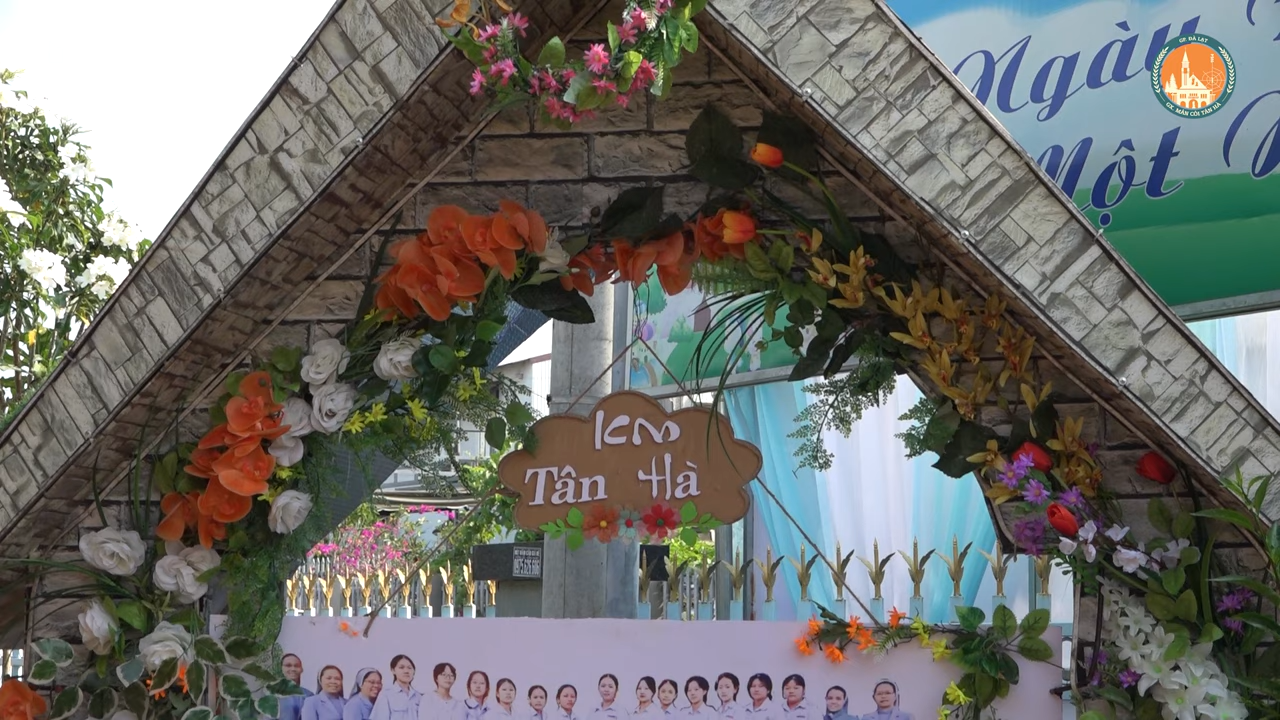 Ngày
Một
GP. ĐÀ LẠT
GX. MÂN CÔI TÂN HÀ
KM
Tân Hà